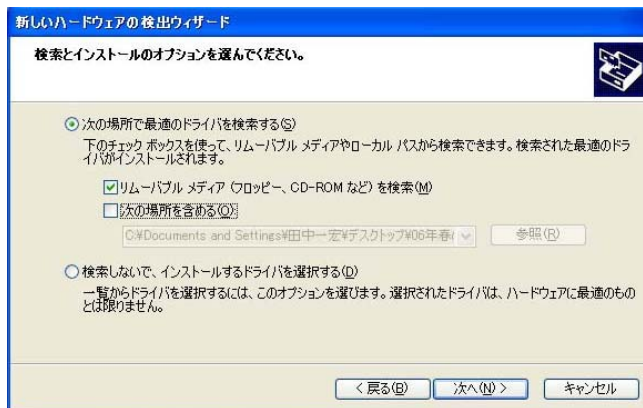 新しいハードウェアの検出ウィザード
検索とインストールのオプションを選んでください。
次の場所で最適のドライバを検索する(S)
下のチェック ボックスを使って、リムーバブル メディアやローカル パスから検索できます。検索された最適のドラ
イバがインストールされます。
リムーバブル メディア (フロッピー、CD-ROM など) を検索(M)
次の場所を含める(O):
C:¥Documents and Settings¥田中一宏¥デスクトップ¥06年春
参照(R)
検索しないで、インストールするドライバを選択する(D)
一覧からドライバを選択するには、このオプションを選びます。選択されたドライバは、ハードウェアに最適のもの
とは限りません。
< 戻る(B)
次へ(N) >
キャンセル